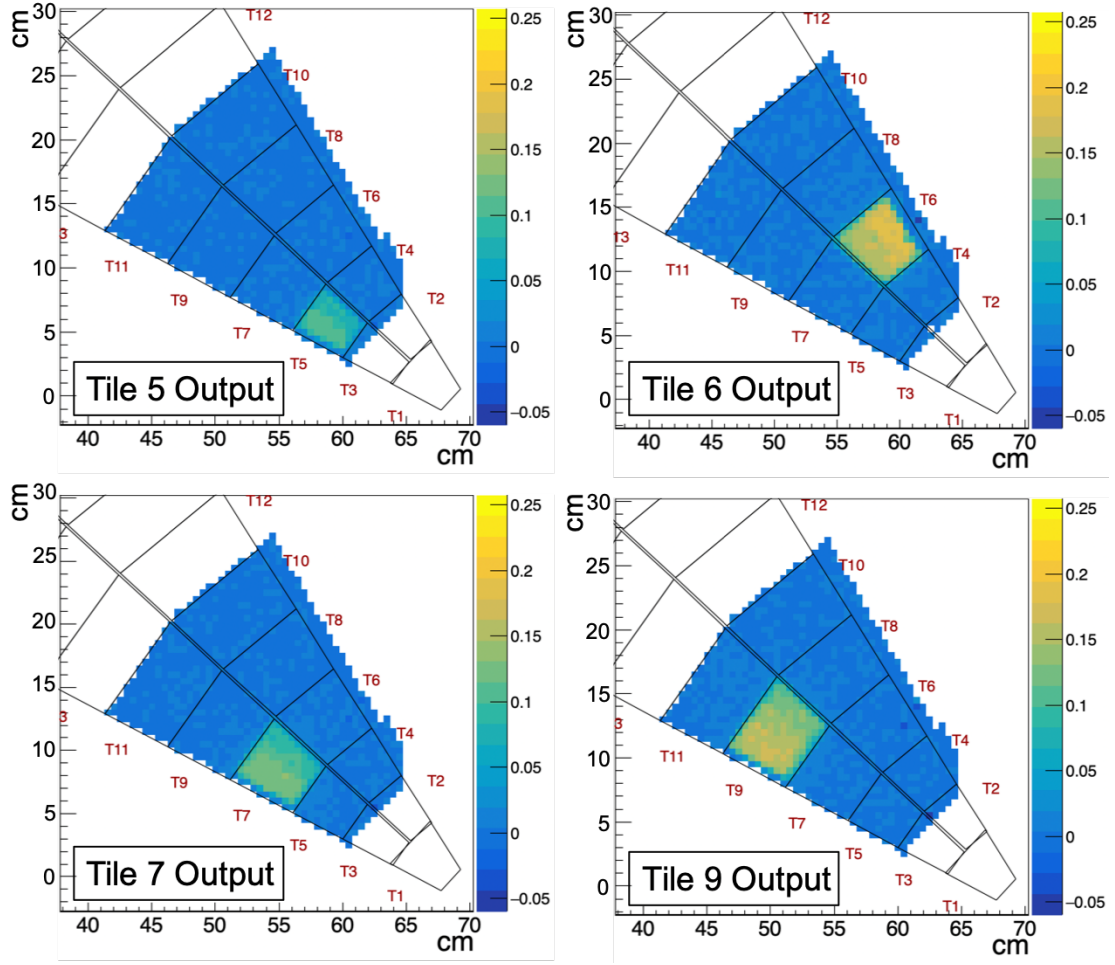 cm
30
25
20
15
10
5
0
T12
T10
T8
T6
T4
T2
3
T11
T9
T7
T5
T3
T1
Tile 5 Output
40 45 50 55 60 65 70
cm
0.25
0.2
0.15
0.1
0.05
0
−0.05
cm
30
25
20
15
10
5
0
T12
T10
T8
T6
T4
T2
13
T11
T9
T7
T5
T3
T1
Tile 6 Output
40 45 50 55 60 65 70
cm
0.25
0.2
0.15
0.1
0.05
0
−0.05
cm
30
25
20
15
10
5
0
T12
T10
T8
T6
T4
T2
3
T11
T9
T7
T5
T3
T1
Tile 7 Output
40 45 50 55 60 65 70
cm
0.25
0.2
0.15
0.1
0.05
0
−0.05
cm
30
25
20
15
10
5
0
T12
T10
T8
T6
T4
T2
3
T11
T9
T7
T5
T3
T1
Tile 9 Output
40 45 50 55 60 65 70
cm
0.25
0.2
0.15
0.1
0.05
0
−0.05